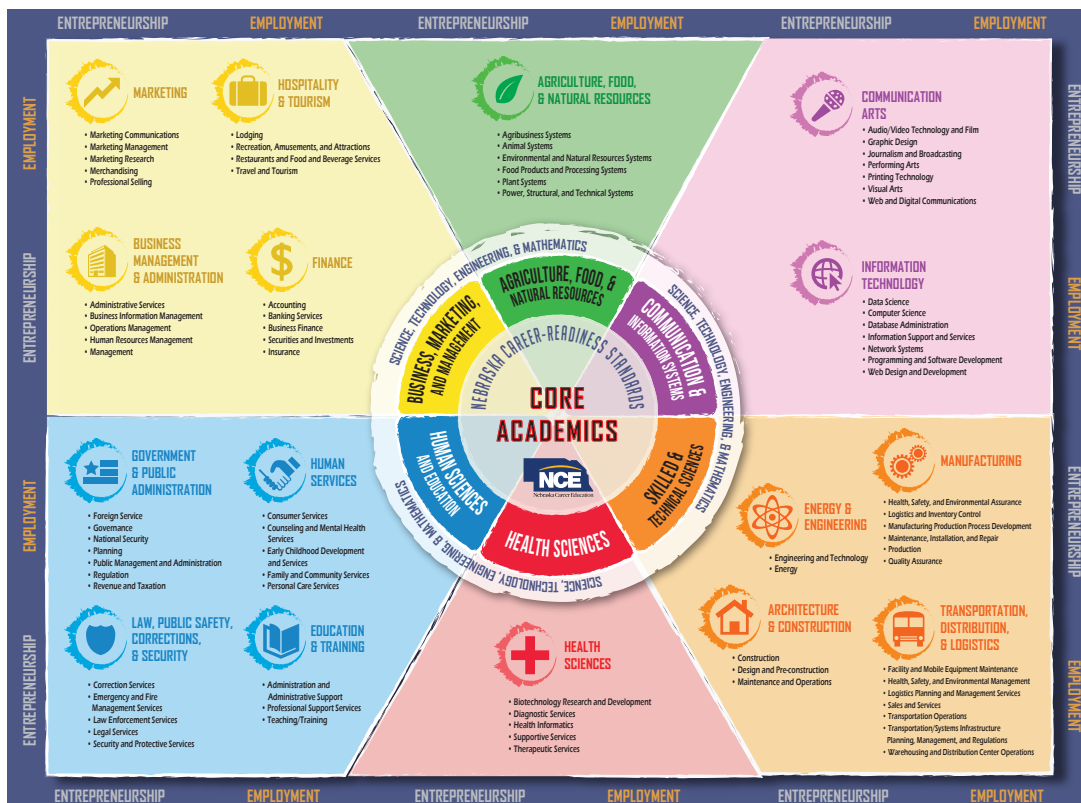 ENTREPRENEURSHIP
EMPLOYMENT
ENTREPRENEURSHIP
EMPLOYMENT
ENTREPRENEURSHIP
EMPLOYMENT
EMPLOYMENT
ENTREPRENEURSHIP
EMPLOYMENT
ENTREPRENEURSHIP
MARKETING
• Marketing Communications
• Marketing Management
• Marketing Research
• Merchandising
• Professional Selling
HOSPITALITY
& TOURISM
• Lodging
• Recreation, Amusements, and Attractions
• Restaurants and Food and Beverage Services
• Travel and Tourism
BUSINESS
MANAGEMENT
& ADMINISTRATION
• Administrative Services
• Business Information Management
• Operations Management
• Human Resources Management
• Management
FINANCE
• Accounting
• Banking Services
• Business Finance
• Securities and Investments
• Insurance
AGRICULTURE, FOOD,
& NATURAL RESOURCES
• Agribusiness Systems
• Animal Systems
• Environmental and Natural Resources Systems
• Food Products and Processing Systems
• Plant Systems
• Power, Structural, and Technical Systems
COMMUNICATION
ARTS
• Audio/Video Technology and Film
• Graphic Design
• Journalism and Broadcasting
• Performing Arts
• Printing Technology
• Visual Arts
• Web and Digital Communications
INFORMATION
TECHNOLOGY
• Data Science
• Computer Science
• Database Administration
• Information Support and Services
• Network Systems
• Programming and Software Development
• Web Design and Development
SCIENCE, TECHNOLOGY, ENGINEERING, & MATHEMATICS
SCIENCE, TECHNOLOGY, ENGINEERING, & MATHEMATICS
SCIENCE, TECHNOLOGY, ENGINEERING, & MATHEMATICS
AGRICULTURE, FOOD, &
NATURAL RESOURCES
COMMUNICATION &
INFORMATION SYSTEMS
SKILLED &
TECHNICAL SCIENCES
HEALTH SCIENCES
HUMAN SCIENCES
AND EDUCATION
BUSINESS, MARKETING,
AND MANAGEMENT
NEBRASKA CAREER-READINESS STANDARDS
CORE
ACADEMICS
NCE
Nebraska Career Education
GOVERNMENT
& PUBLIC
ADMINISTRATION
• Foreign Service
• Governance
• National Security
• Planning
• Public Management and Administration
• Regulation
• Revenue and Taxation
HUMAN
SERVICES
• Consumer Services
• Counseling and Mental Health
Services
• Early Childhood Development
and Services
• Family and Community Services
• Personal Care Services
LAW, PUBLIC SAFETY,
CORRECTIONS,
& SECURITY
• Correction Services
• Emergency and Fire
Management Services
• Law Enforcement Services
• Legal Services
• Security and Protective Services
EDUCATION
& TRAINING
• Administration and
Administrative Support
• Professional Support Services
• Teaching/Training
HEALTH
SCIENCES
• Biotechnology Research and Development
• Diagnostic Services
• Health Informatics
• Supportive Services
• Therapeutic Services
ENERGY &
ENGINEERING
• Engineering and Technology
• Energy
MANUFACTURING
• Health, Safety, and Environmental Assurance
• Logistics and Inventory Control
• Manufacturing Production Process Development
• Maintenance, Installation, and Repair
• Production
• Quality Assurance
ARCHITECTURE
& CONSTRUCTION
• Construction
• Design and Pre-construction
• Maintenance and Operations
TRANSPORTATION,
DISTRIBUTION,
& LOGISTICS
• Facility and Mobile Equipment Maintenance
• Health, Safety, and Environmental Management
• Logistics Planning and Management Services
• Sales and Services
• Transportation Operations
• Transportation/Systems Infrastructure
Planning, Management, and Regulations
• Warehousing and Distribution Center Operations
ENTREPRENEURSHIP
EMPLOYMENT
ENTREPRENEURSHIP
EMPLOYMENT
ENTREPRENEURSHIP
EMPLOYMENT
ENTREPRENEURSHIP
EMPLOYMENT
ENTREPRENEURSHIP
EMPLOYMENT